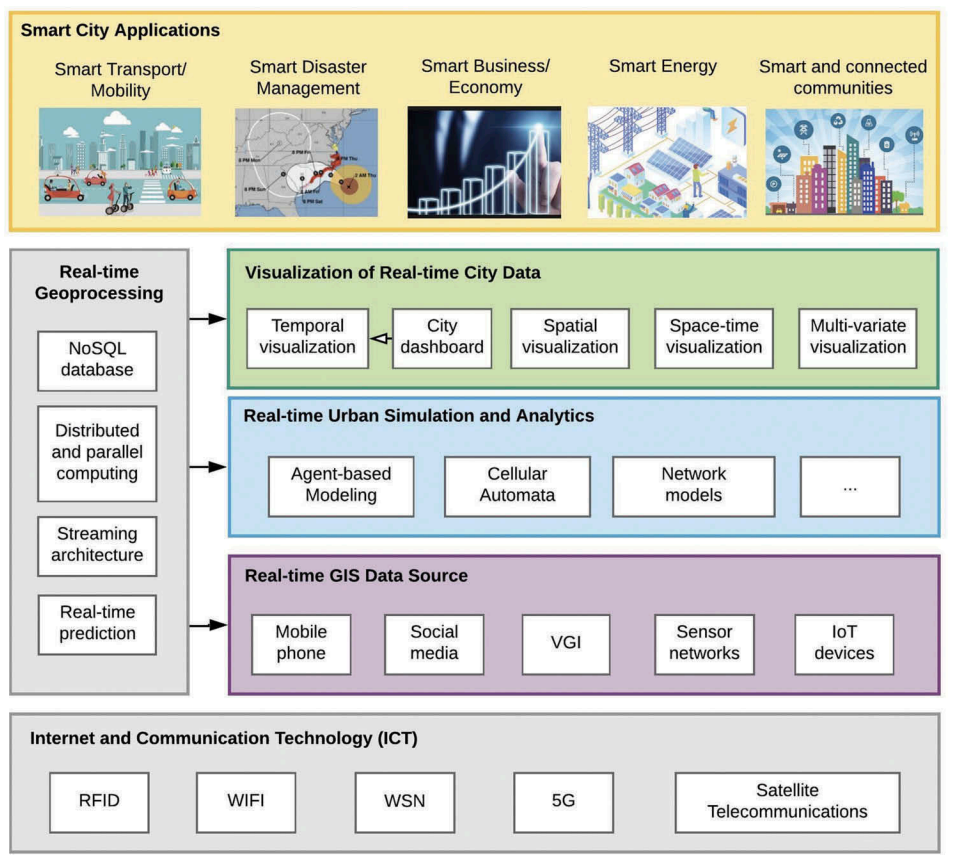 Smart City Applications
Smart Transport/
Mobility
Smart Disaster
Management
Smart Business/
Economy
Smart Energy
Smart and connected
communities
8 PM Fri
8 PM Mon
PM Thu
2 AM Thu
8 PM Sun
AM Fri
8 PM Sat
Real-time
Geoprocessing
NoSQL
database
Distributed
and parallel
computing
Streaming
architecture
Real-time
prediction
Visualization of Real-time City Data
Temporal
visualization
City
dashboard
Spatial
visualization
Space-time
visualization
Multi-variate
visualization
Real-time Urban Simulation and Analytics
Agent-based
Modeling
Cellular
Automata
Network
models
...
Real-time GIS Data Source
Mobile
phone
Social
media
VGI
Sensor
networks
IoT
devices
Internet and Communication Technology (ICT)
RFID
WIFI
WSN
5G
Satellite
Telecommunications